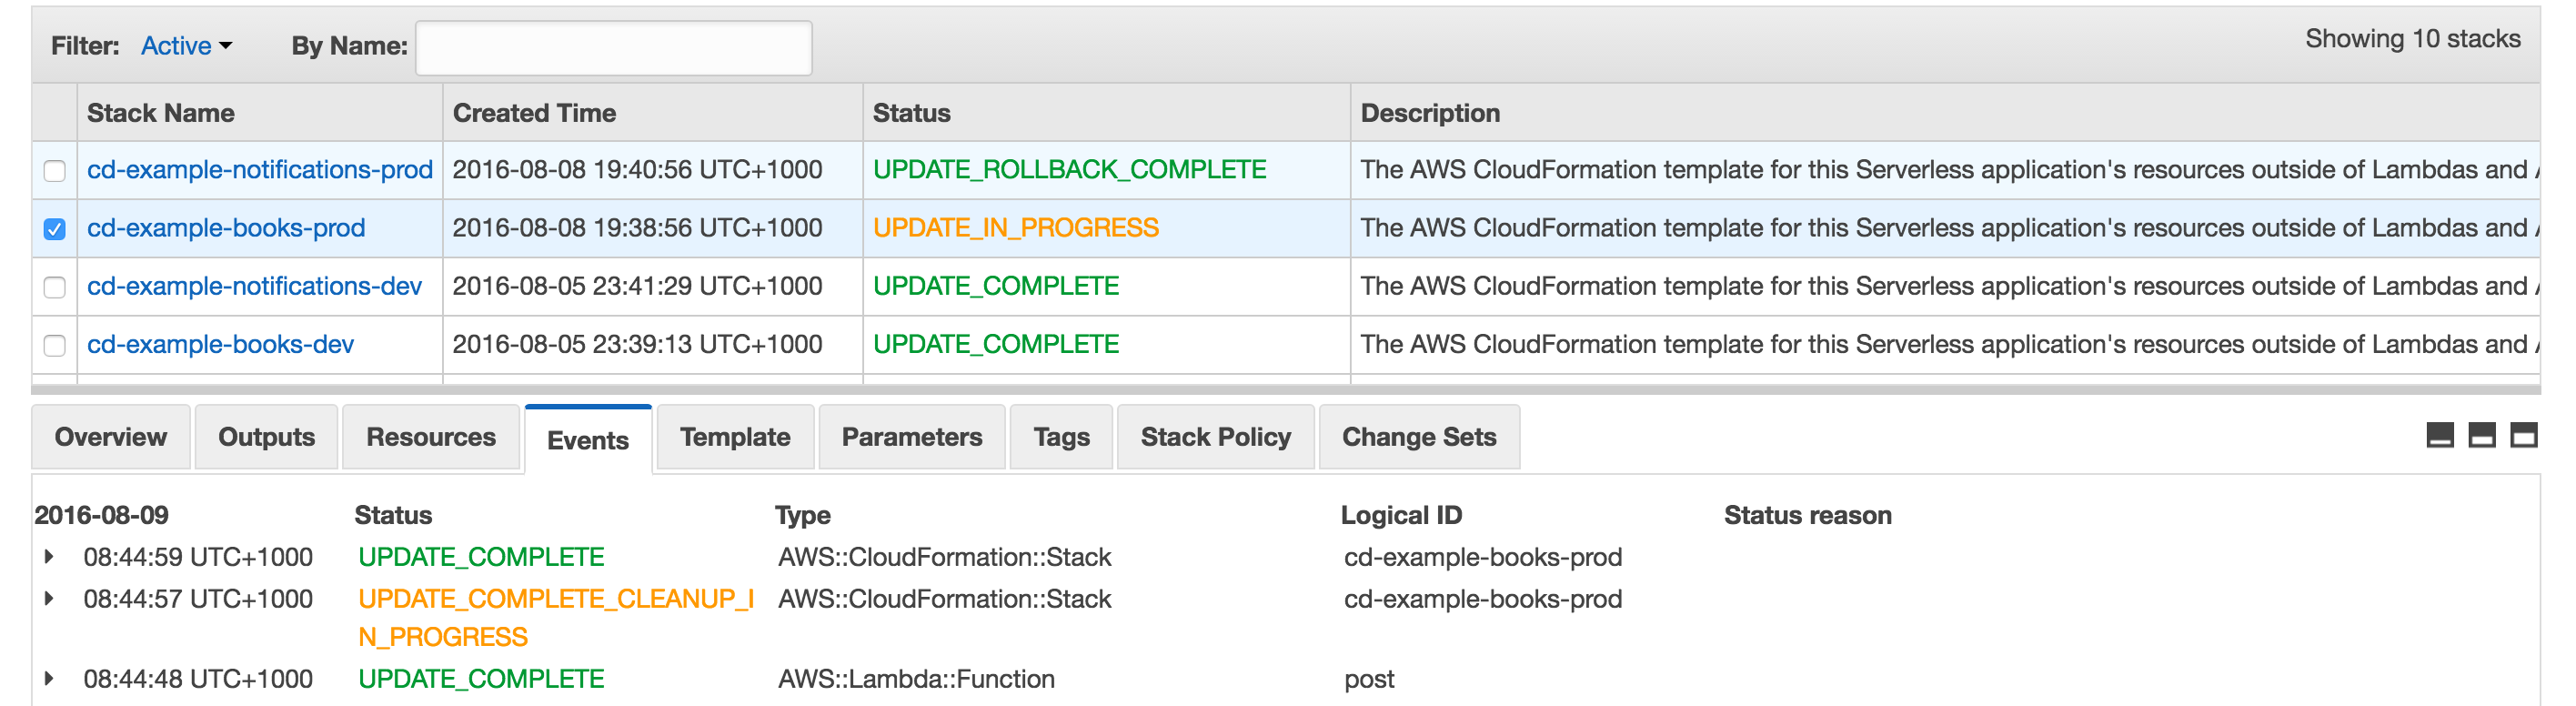 Filter: Active By Name: Showing 10 stacks
Stack Name Created Time Status Description
cd-example-notifications-prod 2016-08-08 19:40:56 UTC+1000 UPDATE_ROLLBACK_COMPLETE The AWS CloudFormation template for this Serverless application's resources outside of Lambdas and
cd-example-books-prod 2016-08-08 19:38:56 UTC+1000 UPDATE_IN_PROGRESS The AWS CloudFormation template for this Serverless application's resources outside of Lambdas and
cd-example-notifications-dev 2016-08-05 23:41:29 UTC+1000 UPDATE_COMPLETE The AWS CloudFormation template for this Serverless application's resources outside of Lambdas and
cd-example-books-dev 2016-08-05 23:39:13 UTC+1000 UPDATE_COMPLETE The AWS CloudFormation template for this Serverless application's resources outside of Lambdas and
Overview Outputs Resources Events Template Parameters Tags Stack Policy Change Sets
2016-08-09 Status Type Logical ID Status reason
08:44:59 UTC+1000 UPDATE_COMPLETE AWS::CloudFormation::Stack cd-example-books-prod
08:44:57 UTC+1000 UPDATE_COMPLETE_CLEANUP_I AWS::CloudFormation::Stack cd-example-books-prod
N_PROGRESS
08:44:48 UTC+1000 UPDATE_COMPLETE AWS::Lambda::Function post